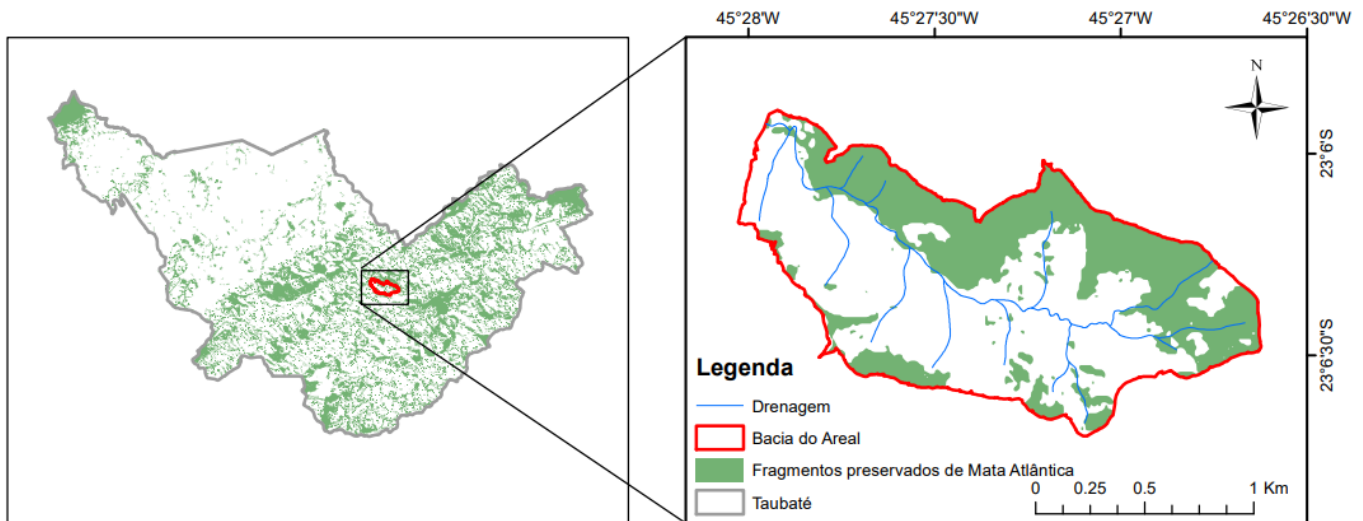 45°28'W 45°27'30"W 45°27'W 45°26'30"W
N
23°6'S
23°6'30"S
Legenda
Drenagem
Bacia do Areal
Fragmentos preservados de Mata Atlântica
Taubaté
0 0.25 0.5 1 Km